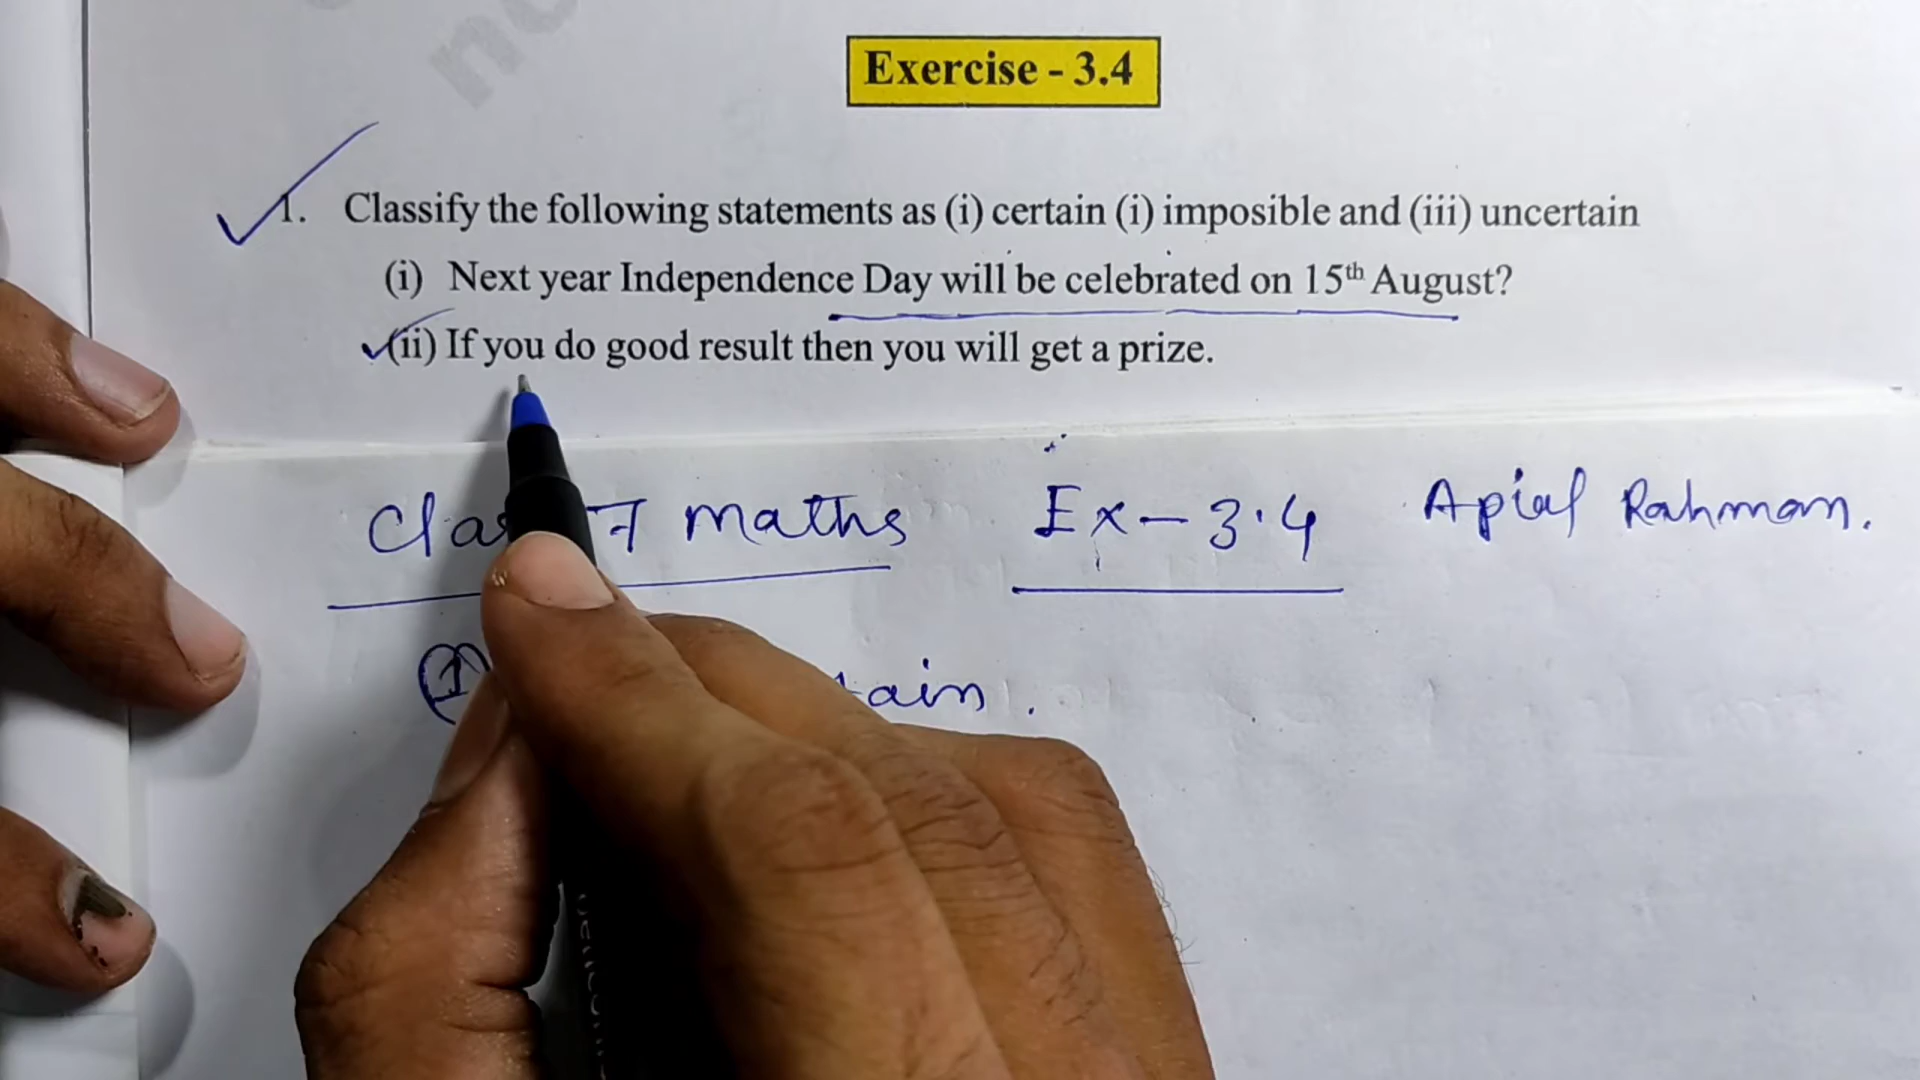 Exercise - 3.4
1. Classify the following statements as (i) certain (i) imposible and (iii) uncertain
(i) Next year Independence Day will be celebrated on 15th August?
(ii) If you do good result then you will get a prize.
7 maths Ex-3.4 Rahman.